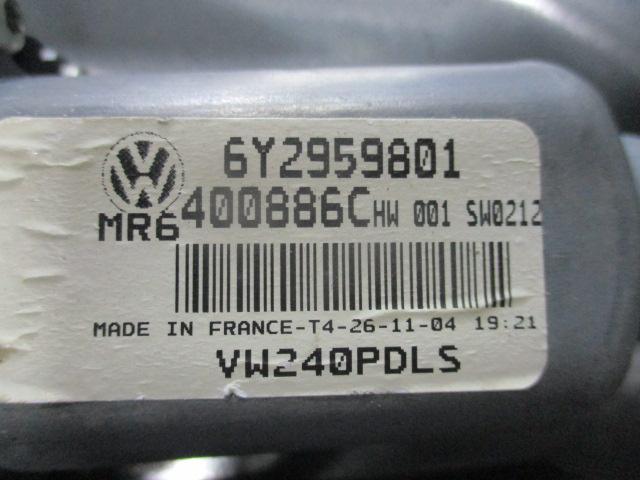 6Y2959801
MR6 400886C HW 001 SW0212
MADE IN FRANCE-T4-26-11-04 19:21
VW240PDLS